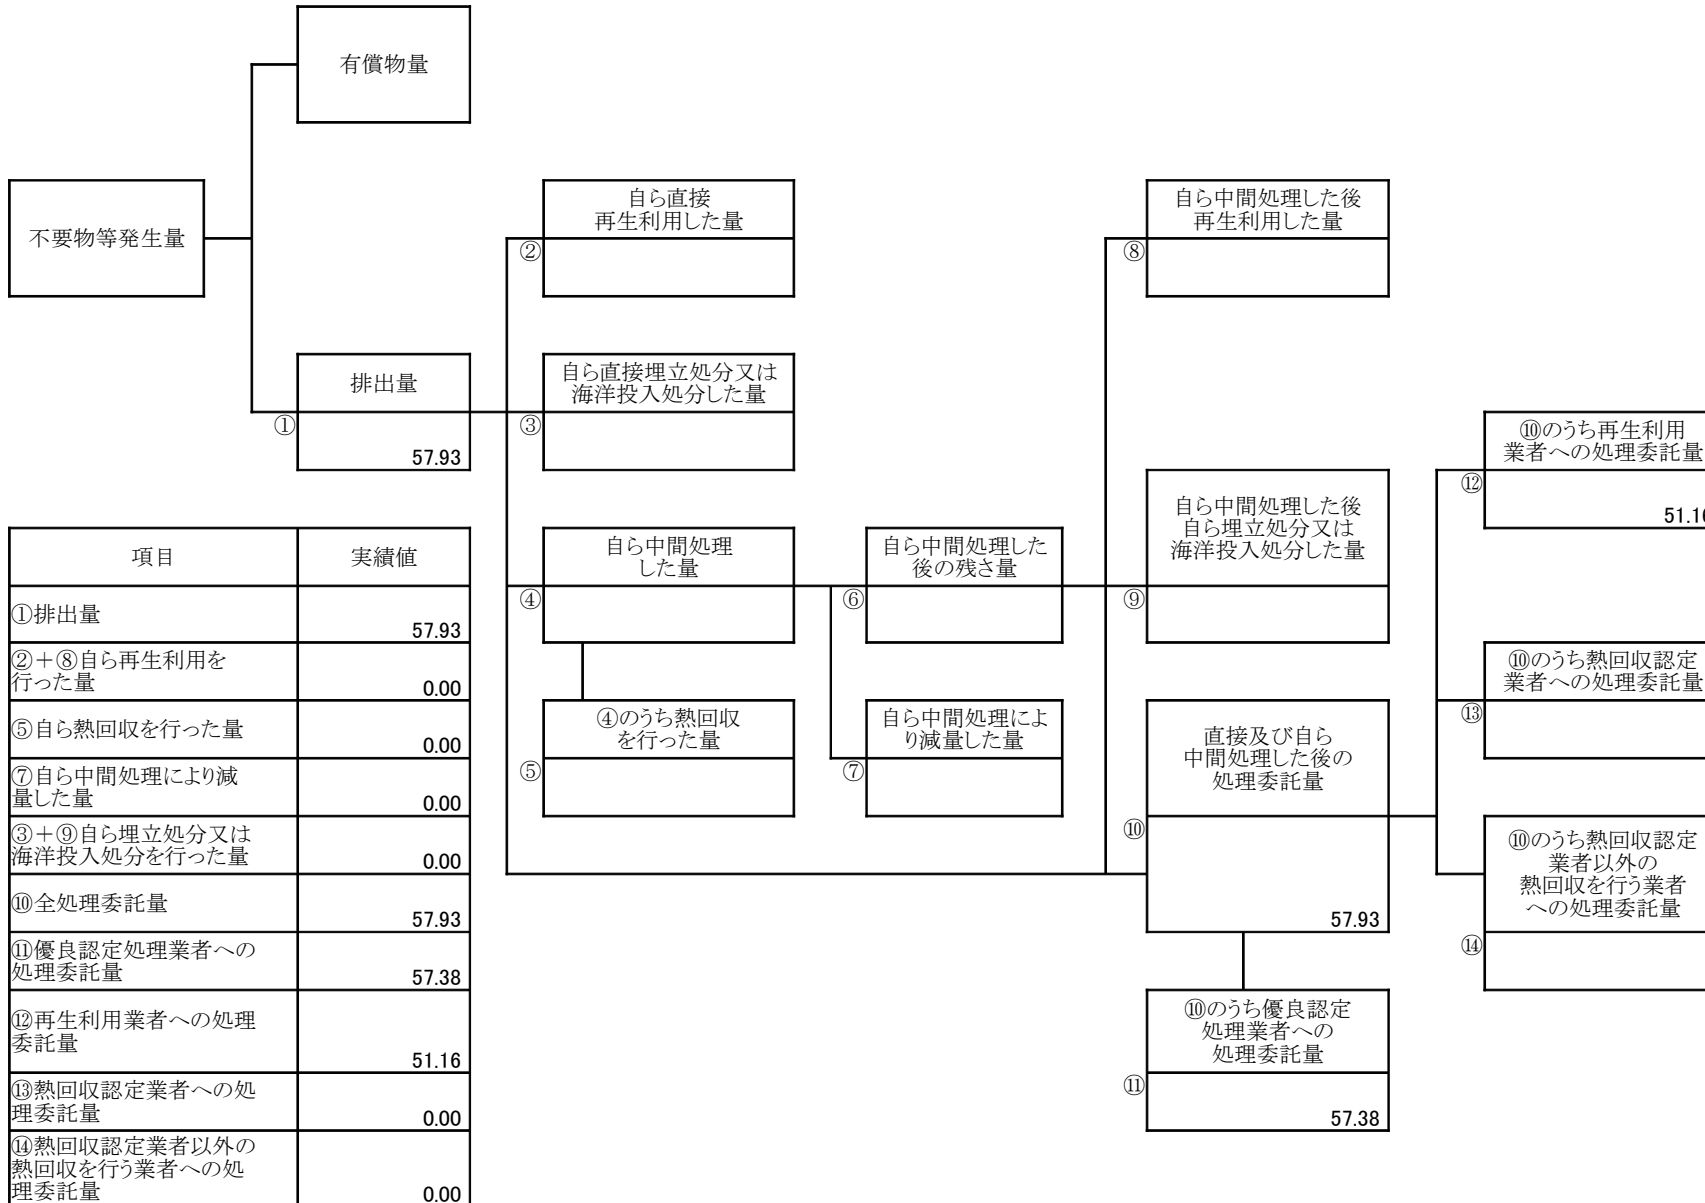 有償物量
不要物等発生量
自ら直接
再生利用した量
②
自ら中間処理した後
再生利用した量
⑧
排出量
①
57.93
自ら直接埋立処分又は
海洋投入処分した量
③
⑩のうち再生利用
業者への処理委託量
⑫
51.16
自ら中間処理
した量
④
自ら中間処理した
後の残さ量
⑥
自ら中間処理した後
自ら埋立処分又は
海洋投入処分した量
⑨
④のうち熱回収
を行った量
⑤
自ら中間処理によ
り減量した量
⑦
直接及び自ら
中間処理した後の
処理委託量
⑩
57.93
⑩のうち熱回収認定
業者への処理委託量
⑬
⑩のうち熱回収認定
業者以外の
熱回収を行う業者
への処理委託量
⑭
⑩のうち優良認定
処理業者への
処理委託量
⑪
57.38
項目 実績値
①排出量
57.93
②+⑧自ら再生利用を
行った量
0.00
⑤自ら熱回収を行った量
0.00
⑦自ら中間処理により減
量した量
0.00
③+⑨自ら埋立処分又は
海洋投入処分を行った量
0.00
⑩全処理委託量
57.93
⑪優良認定処理業者への
処理委託量
57.38
⑫再生利用業者への処理
委託量
51.16
⑬熱回収認定業者への処
理委託量
0.00
⑭熱回収認定業者以外の
熱回収を行う業者への処
理委託量
0.00